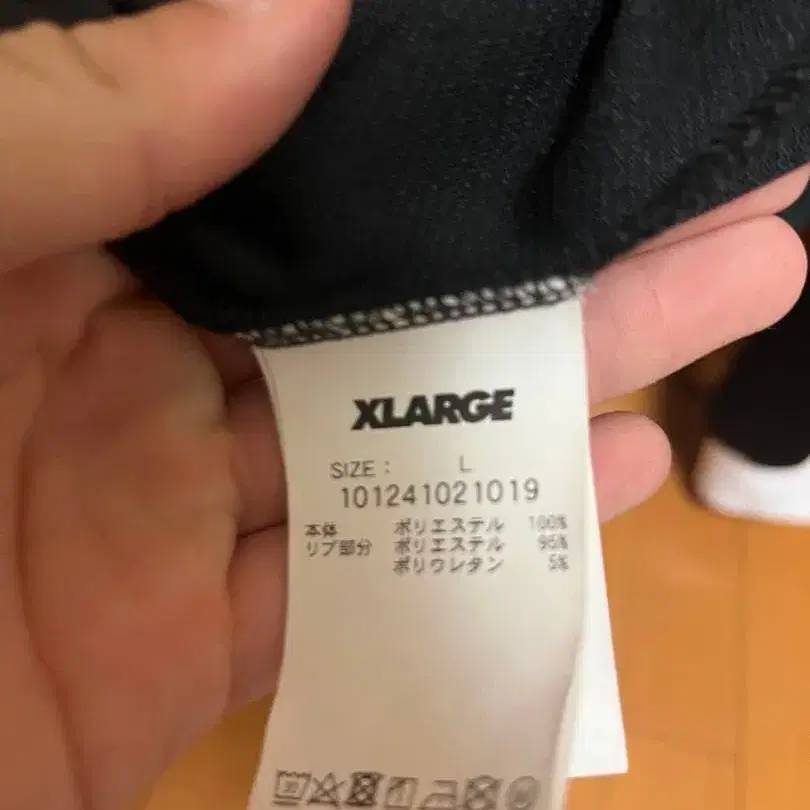 XLARGE
SIZE : L
101241021019
本体 ポリエステル 100%
リブ部分 ポリエステル 95%
ポリウレタン 5%